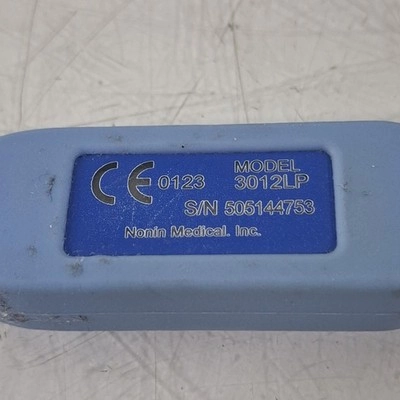 CE 0123 MODEL 3012LP
S/N 505144753
Nonin Medical. Inc.